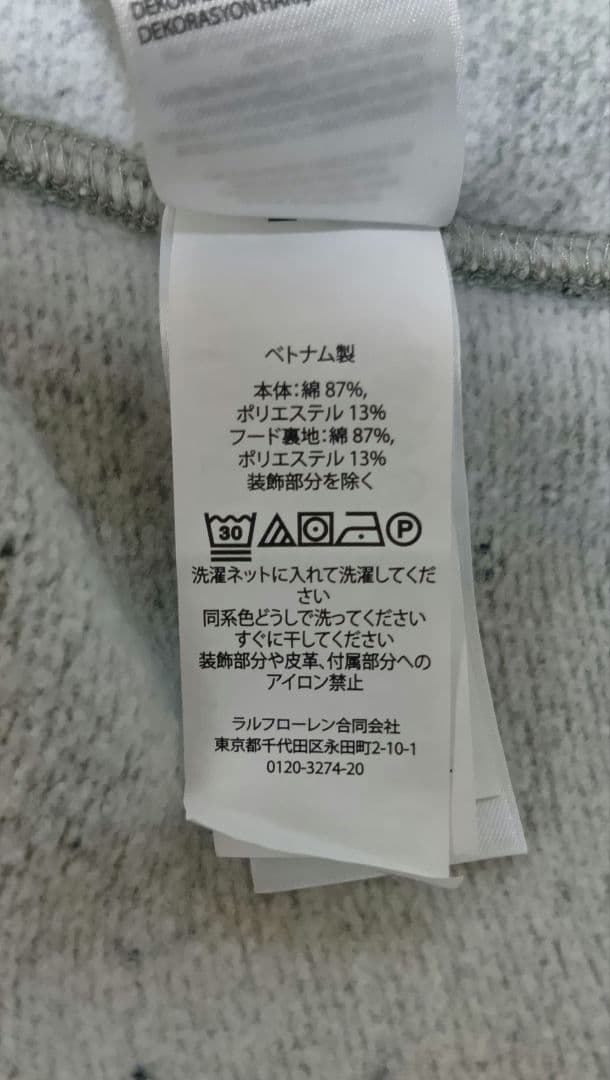 DEKORASYON HARİÇ
ベトナム製
本体:綿 87%,
ポリエステル 13%
フード裏地:綿 87%,
ポリエステル 13%
装飾部分を除く
30 P
洗濯ネットに入れて洗濯してくだ
さい
同系色どうしで洗ってください
すぐに干してください
装飾部分や皮革、付属部分への
アイロン禁止
ラルフローレン合同会社
東京都千代田区永田町2-10-1
0120-3274-20